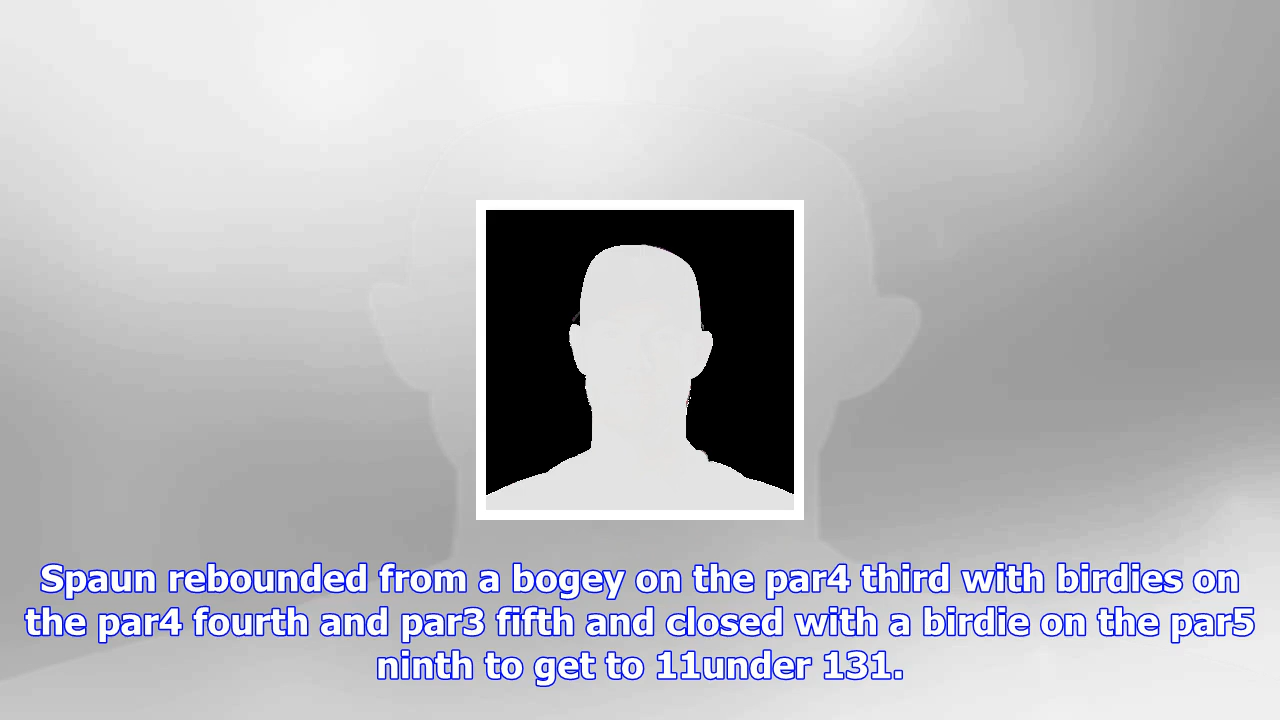 Spaun rebounded from a bogey on the par4 third with birdies on
the par4 fourth and par3 fifth and closed with a birdie on the par5
ninth to get to 11under 131.